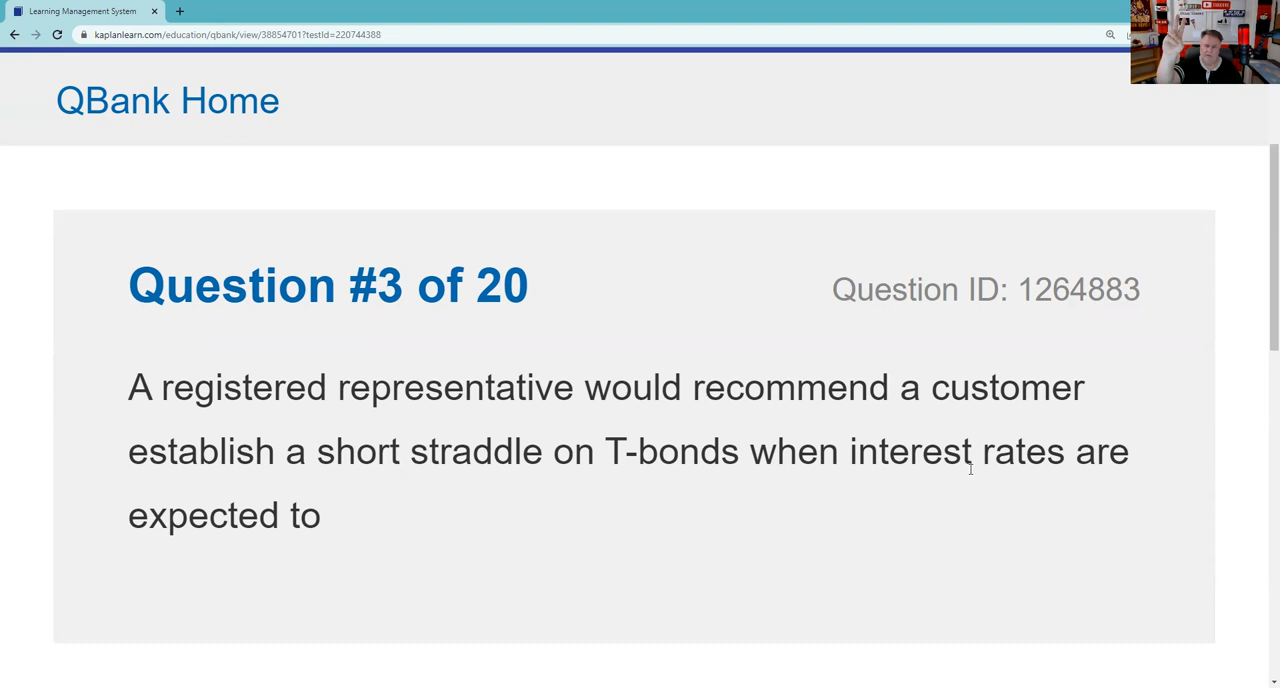 Learning Management System
kaplanlearn.com/education/qbank/view/38854701?testId=220744388
QBank Home
Question #3 of 20
Question ID: 1264883
A registered representative would recommend a customer
establish a short straddle on T-bonds when interest rates are
expected to